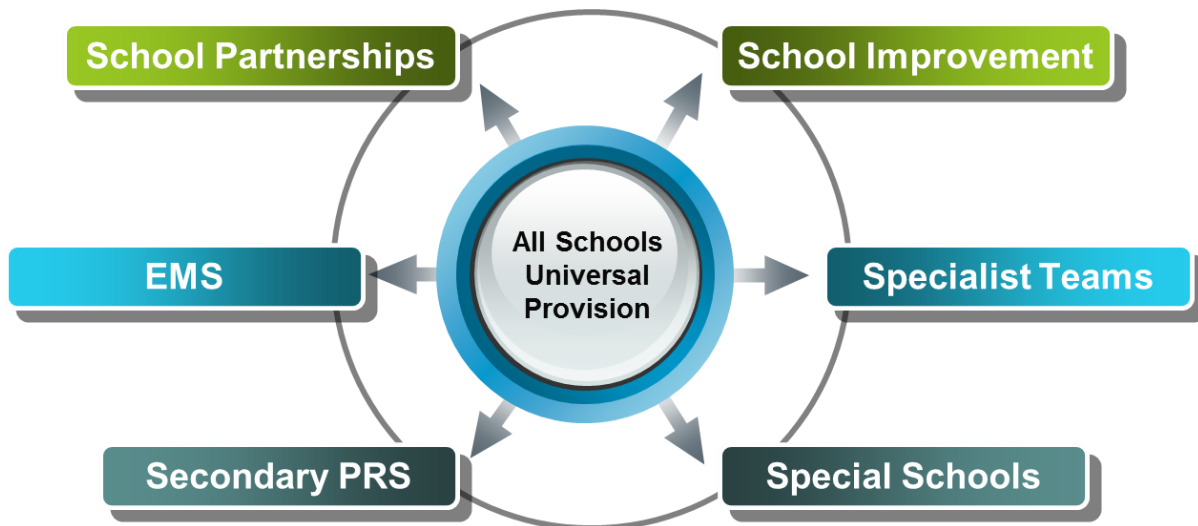 School Partnerships
School Improvement
All Schools
Universal
Provision
EMS
Specialist Teams
Secondary PRS
Special Schools